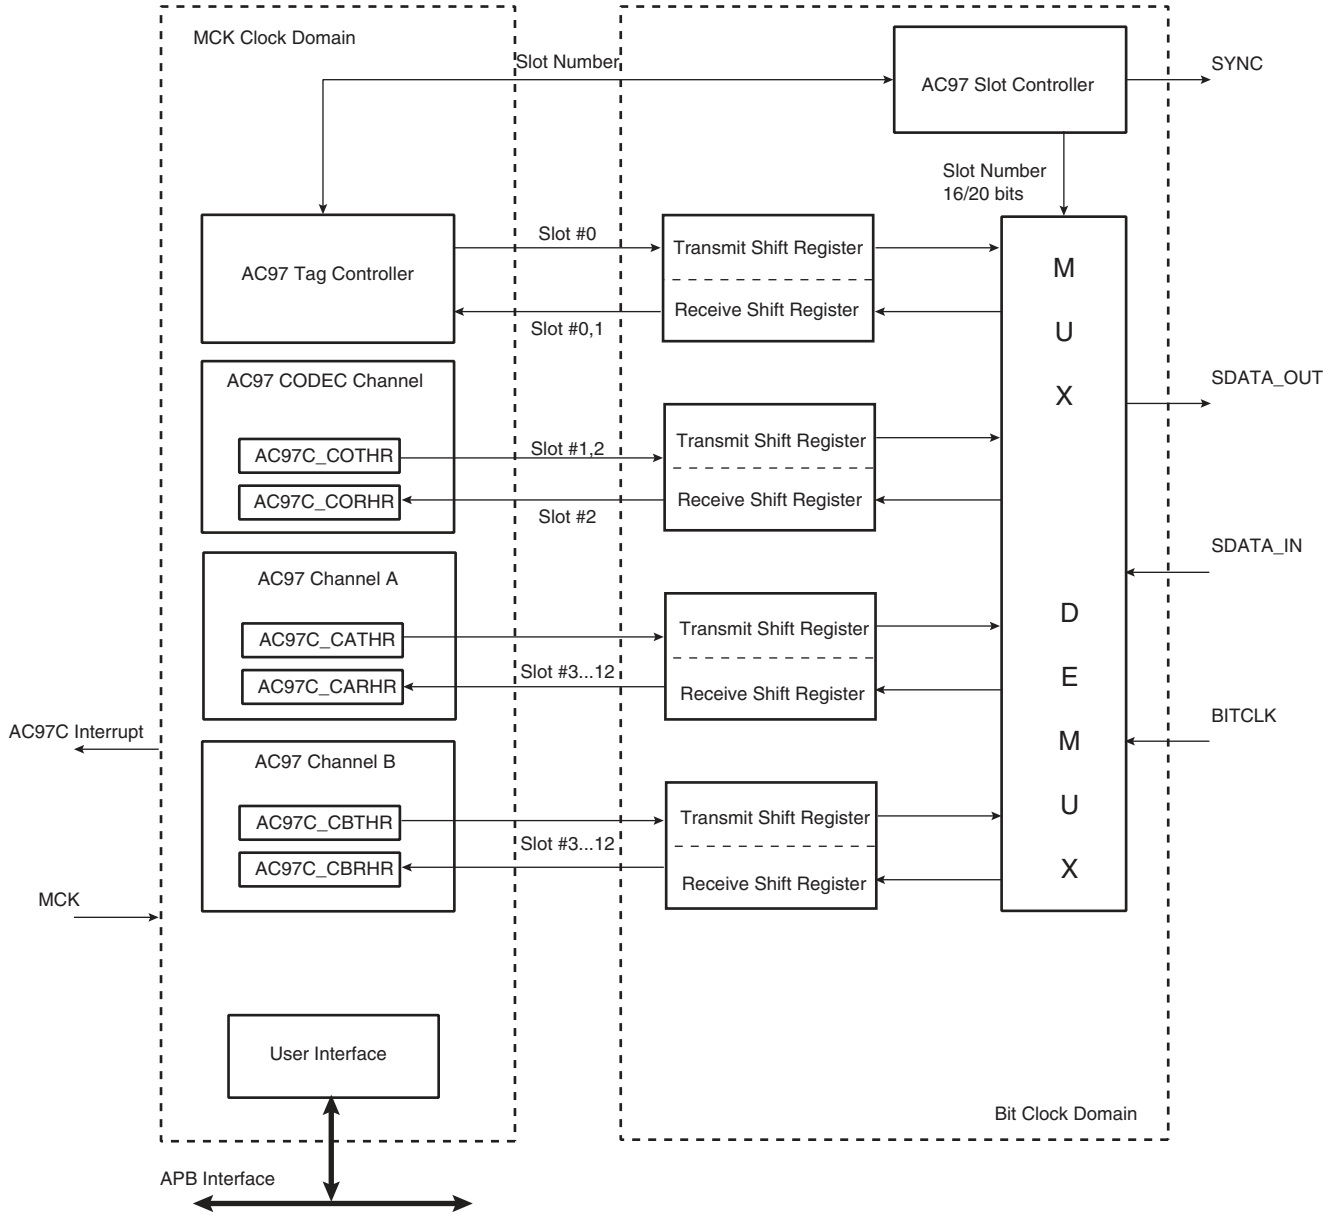 MCK Clock Domain
Slot Number
AC97 Slot Controller
SYNC
Slot Number
16/20 bits
AC97 Tag Controller
Slot #0
Slot #0,1
Transmit Shift Register
Receive Shift Register
M
U
X
D
E
M
U
X
AC97 CODEC Channel
AC97C_COTHR
AC97C_CORHR
Slot #1,2
Slot #2
Transmit Shift Register
Receive Shift Register
SDATA_OUT
SDATA_IN
AC97 Channel A
AC97C_CATHR
AC97C_CARHR
Slot #3...12
Transmit Shift Register
Receive Shift Register
BITCLK
AC97C Interrupt
AC97 Channel B
AC97C_CBTHR
AC97C_CBRHR
Slot #3...12
Transmit Shift Register
Receive Shift Register
MCK
User Interface
Bit Clock Domain
APB Interface